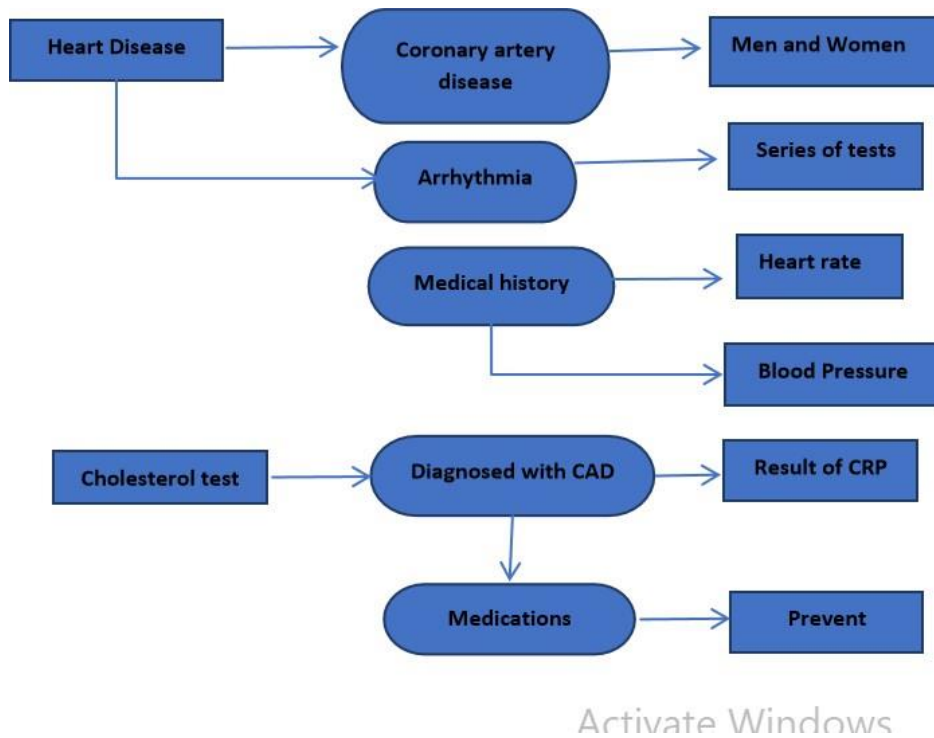 Heart Disease
Coronary artery
disease
Men and Women
Arrhythmia
Series of tests
Medical history
Heart rate
Blood Pressure
Cholesterol test
Diagnosed with CAD
Result of CRP
Medications
Prevent
Activate Windows